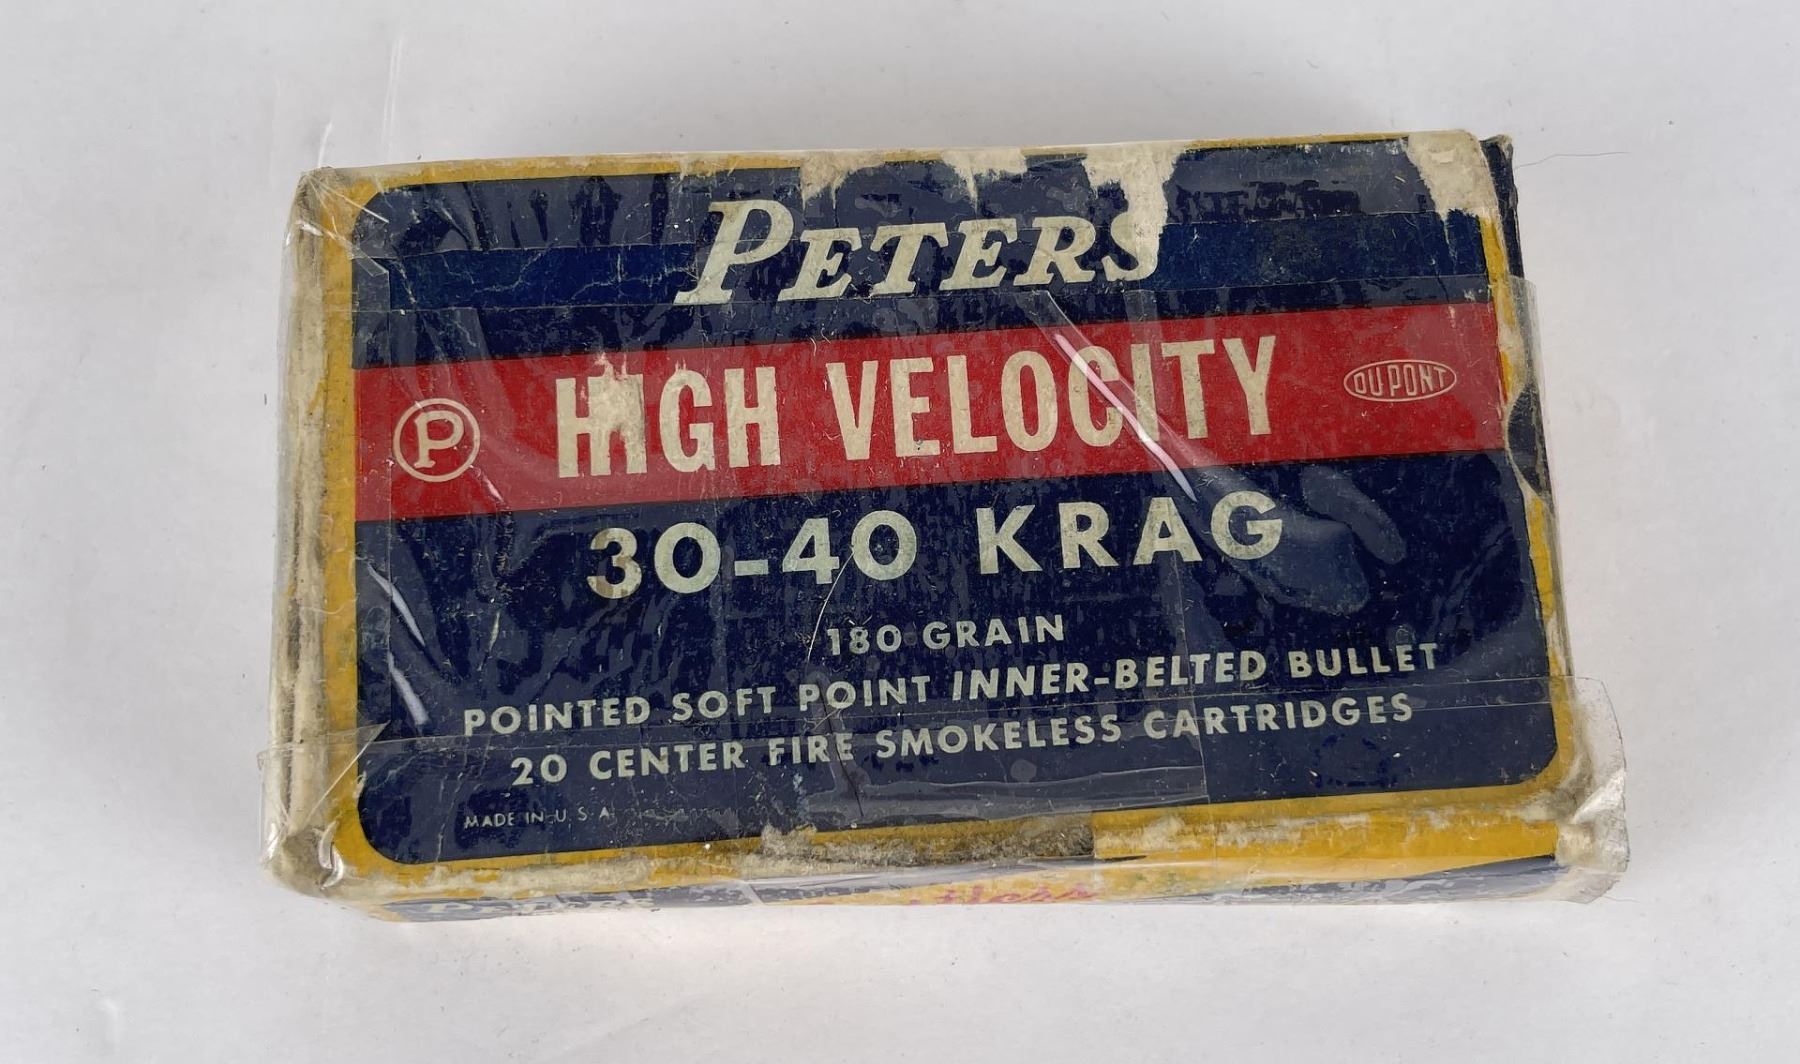 PETERS
P HIGH VELOCITY DU PONT
30-40 KRAG
180 GRAIN
POINTED SOFT POINT INNER-BELTED BULLET
20 CENTER FIRE SMOKELESS CARTRIDGES
MADE IN U.S.A.
PETERS